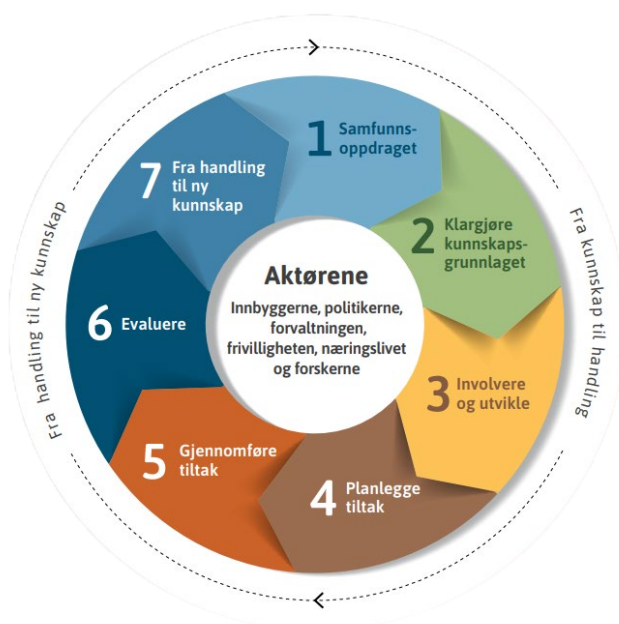 1 Samfunns-
oppdraget
2 Klargjøre
kunnskaps-
grunnlaget
3 Involvere
og utvikle
4 Planlegge
tiltak
5 Gjennomføre
tiltak
6 Evaluere
7 Fra handling
til ny
kunnskap
Aktørene
Innbyggerne, politikerne,
forvaltningen,
frivilligheten, næringslivet
og forskerne
Fra kunnskap til handling
Fra handling til ny kunnskap